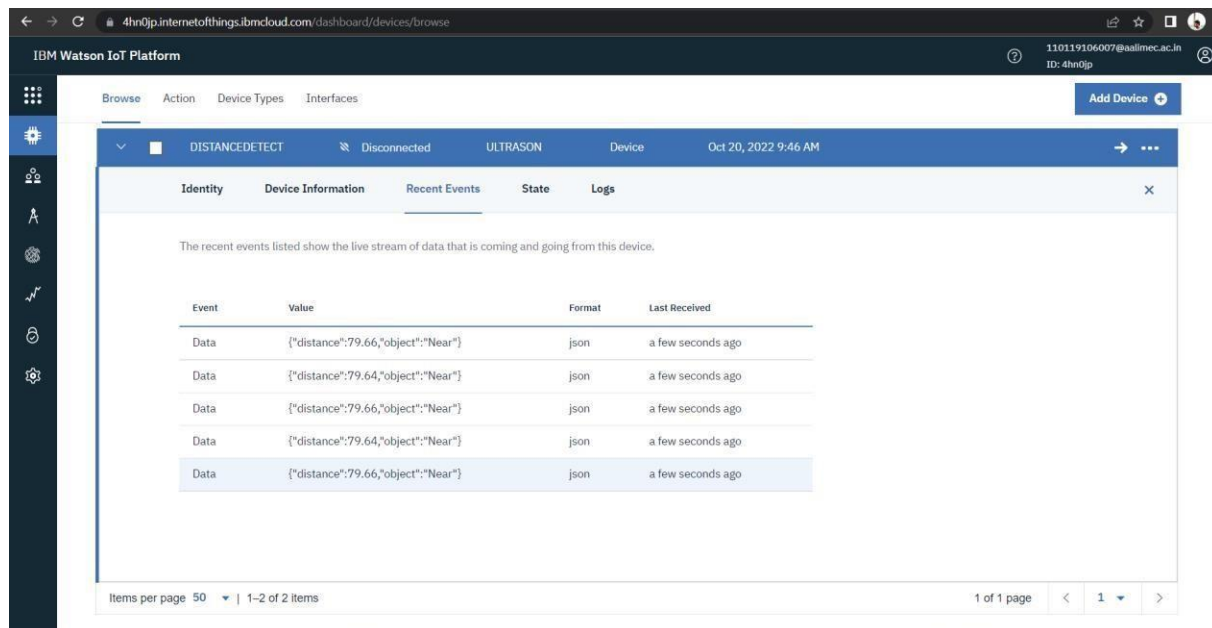 4hn0jp.internetofthings.ibmcloud.com/dashboard/devices/browse
IBM Watson IoT Platform
110119106007@aalimec.ac.in
ID: 4hn0jp
Browse Action Device Types Interfaces Add Device
DISTANCEDETECT Disconnected ULTRASON Device Oct 20, 2022 9:46 AM
Identity Device Information Recent Events State Logs
The recent events listed show the live stream of data that is coming and going from this device.
Event Value Format Last Received
Data {"distance":79.66,"object":"Near"} json a few seconds ago
Data {"distance":79.64,"object":"Near"} json a few seconds ago
Data {"distance":79.66,"object":"Near"} json a few seconds ago
Data {"distance":79.64,"object":"Near"} json a few seconds ago
Data {"distance":79.66,"object":"Near"} json a few seconds ago
Items per page 50 | 1–2 of 2 items 1 of 1 page < 1 >